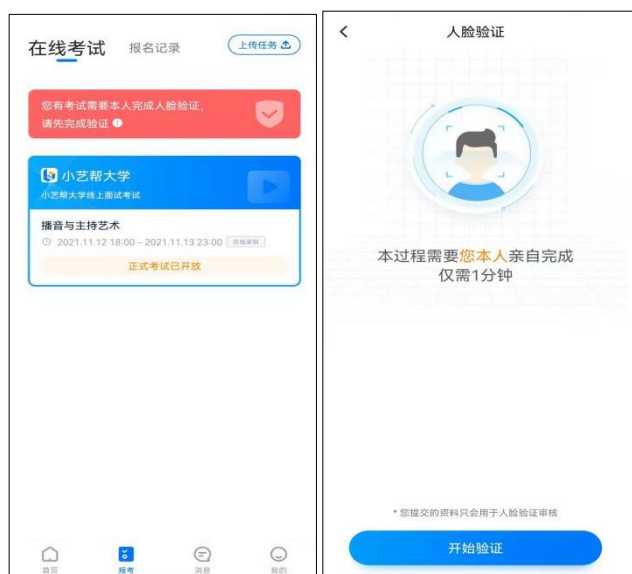 在线考试 报名记录 上传任务
您有考试需要本人完成人脸验证，
请先完成验证
小艺帮大学
小艺帮大学线上面试考试
播音与主持艺术
2021.11.12 18:00 - 2021.11.13 23:00
正式考试已开放
首页 报考 消息 我的
人脸验证
本过程需要您本人亲自完成
仅需1分钟
* 您提交的资料只会用于人脸验证审核
开始验证